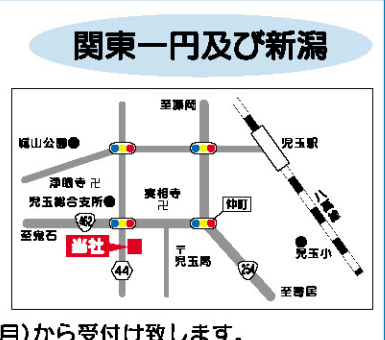 関東一円及び新潟
至藤岡
城山公園
児玉駅
浄眼寺 卍
実相寺
卍
児玉総合支所
仲町
八高線
462
至鬼石
当社
〒
児玉局
児玉小
44
254
至寄居
月)から受付け致します。